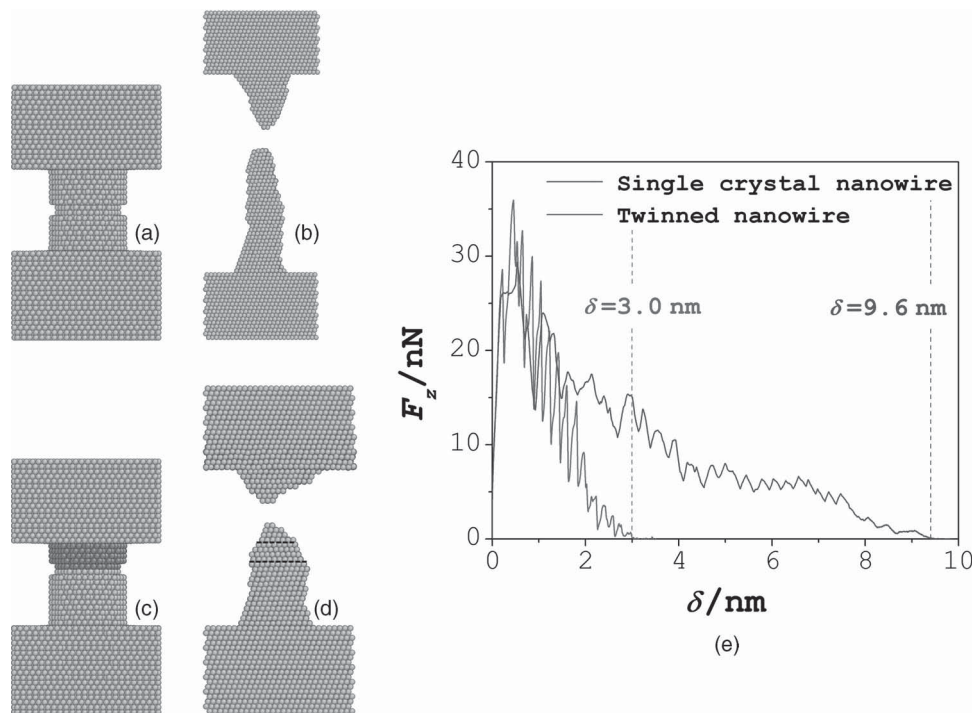 (a)
(b)
(c)
(d)
40
30
20
10
0
F_z/nN
Single crystal nanowire
Twinned nanowire
δ=3.0 nm
δ=9.6 nm
0 2 4 6 8 10
δ/nm
(e)